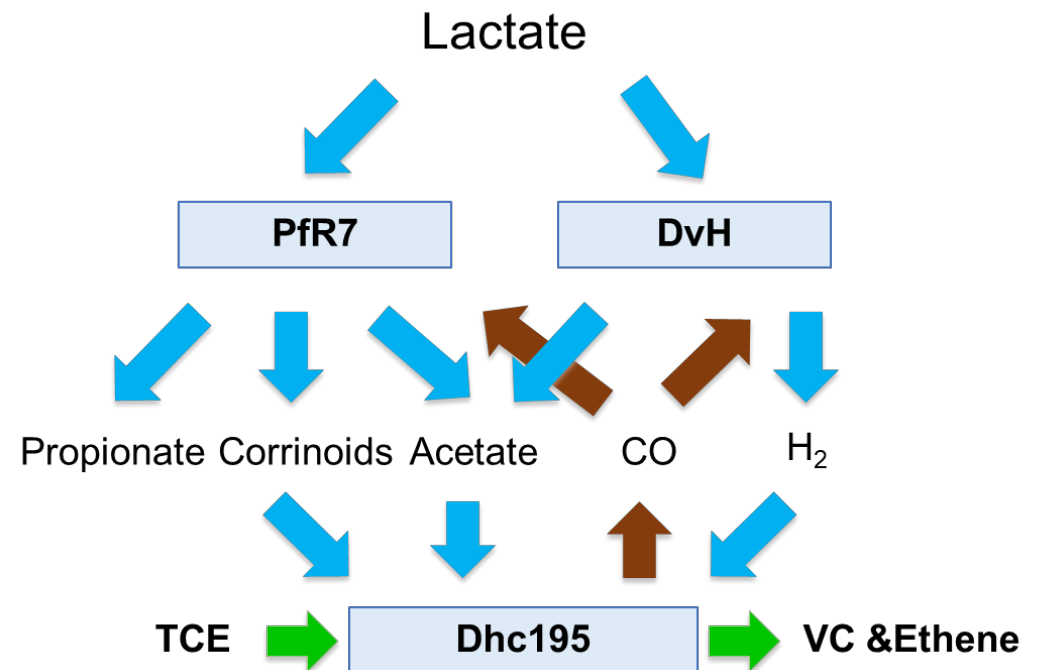 Lactate
PfR7 DvH
Propionate Corrinoids Acetate CO H₂
TCE Dhc195 VC &Ethene